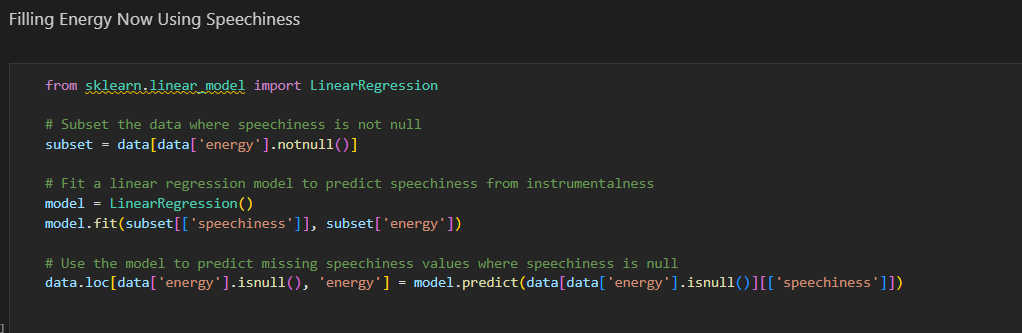 Filling Energy Now Using Speechiness
from sklearn.linear_model import LinearRegression
# Subset the data where speechiness is not null
subset = data[data['energy'].notnull()]
# Fit a linear regression model to predict speechiness from instrumentalness
model = LinearRegression()
model.fit(subset[['speechiness']], subset['energy'])
# Use the model to predict missing speechiness values where speechiness is null
data.loc[data['energy'].isnull(), 'energy'] = model.predict(data[data['energy'].isnull()][['speechiness']])
]